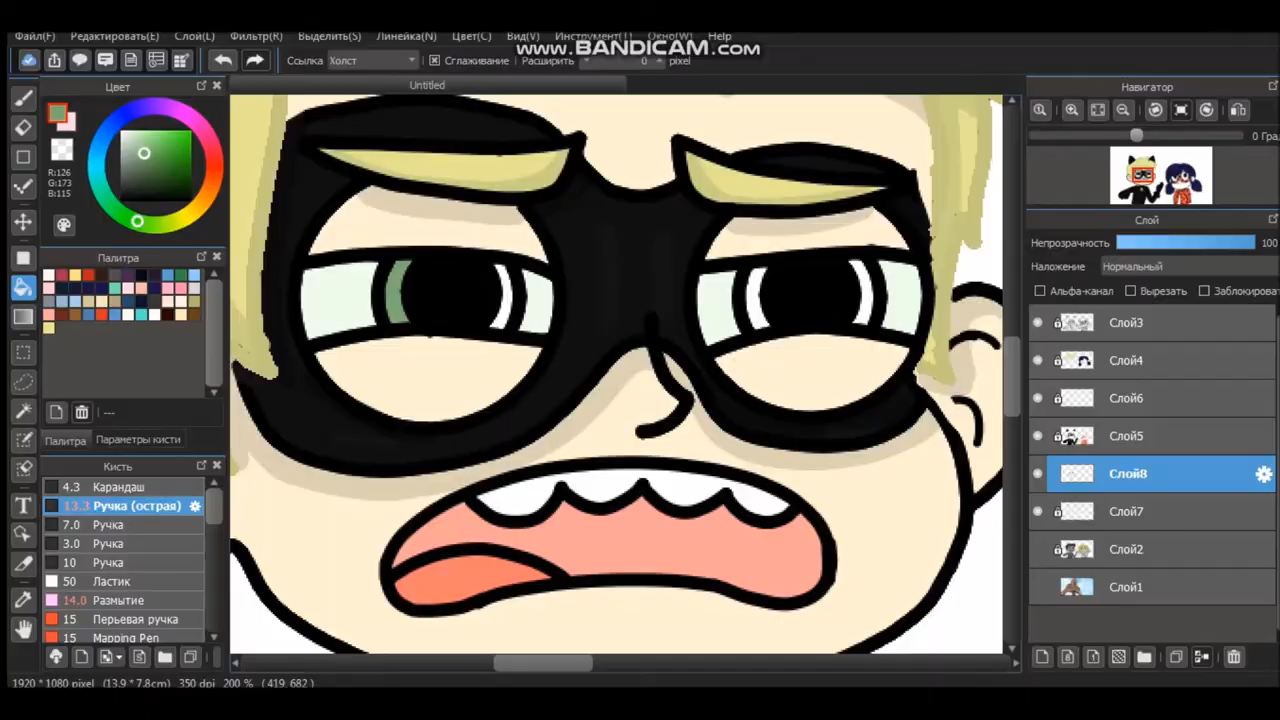 Файл(F) Редактировать(E) Слой(L) Фильтр(R) Выделить(S) Линейка(N) Цвет(C) Вид(V) Инструмент(T) Окно(W) Help
www.BANDICAM.com
Ссылка Холст Сглаживание Расширить 0 pixel
Цвет
Untitled
Навигатор
0 Гра
R:126
G:173
B:115
Слой
Непрозрачность 100
Наложение Нормальный
Альфа-канал Вырезать Заблокироват
Палитра
---
Палитра Параметры кисти
Кисть
4.3 Карандаш
13.3 Ручка (острая)
7.0 Ручка
3.0 Ручка
10 Ручка
50 Ластик
14.0 Размытие
15 Перьевая ручка
15 Mapping Pen
Слой3
Слой4
Слой6
Слой5
Слой8
Слой7
Слой2
Слой1
1920 * 1080 pixel (13.9 * 7.8cm) 350 dpi 200 % ( 419, 682 )